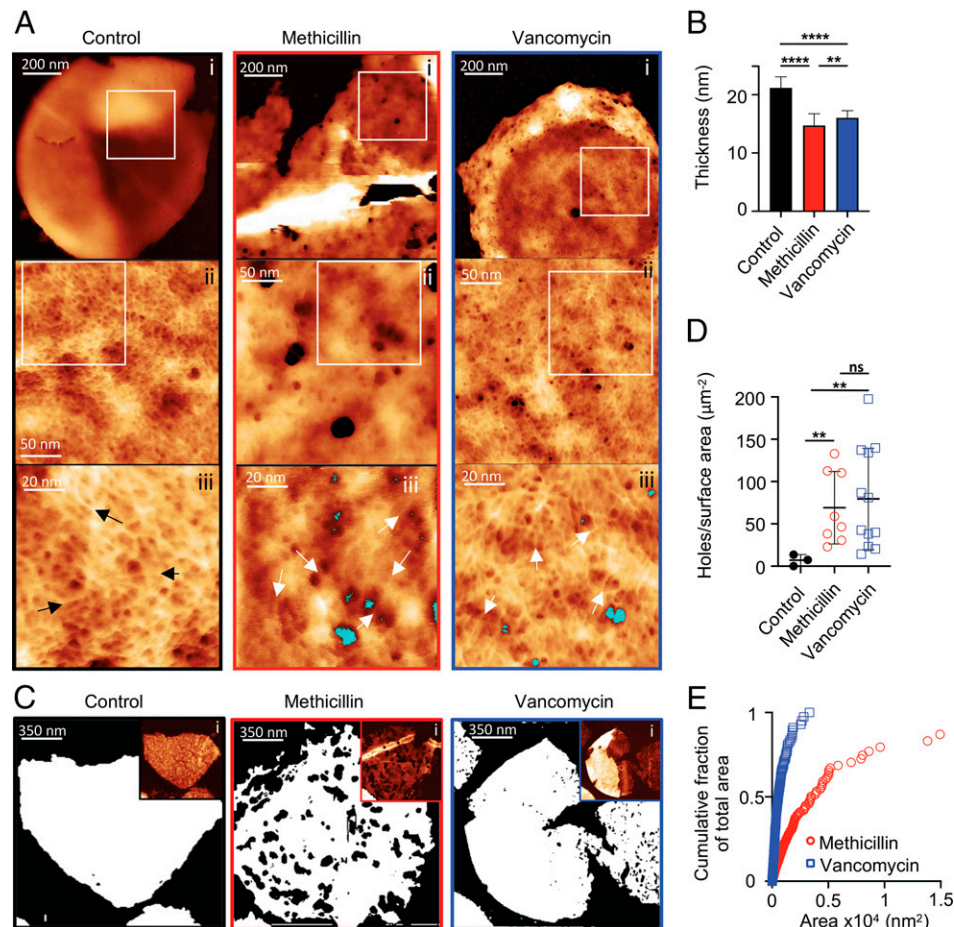 A
Control
Methicillin
Vancomycin
200 nm
i
200 nm
i
200 nm
i
ii
50 nm
50 nm
ii
50 nm
ii
20 nm
iii
20 nm
iii
20 nm
iii
B
****
**** **
Thickness (nm)
20
10
0
Control
Methicillin
Vancomycin
C
Control
Methicillin
Vancomycin
350 nm
i
350 nm
i
350 nm
i
D
ns
**
**
Holes/surface area (μm⁻²)
200
150
100
50
0
Control
Methicillin
Vancomycin
E
Cumulative fraction
of total area
1
0.5
0
Methicillin
Vancomycin
0 0.5 1.0 1.5
Area x10⁴ (nm²)